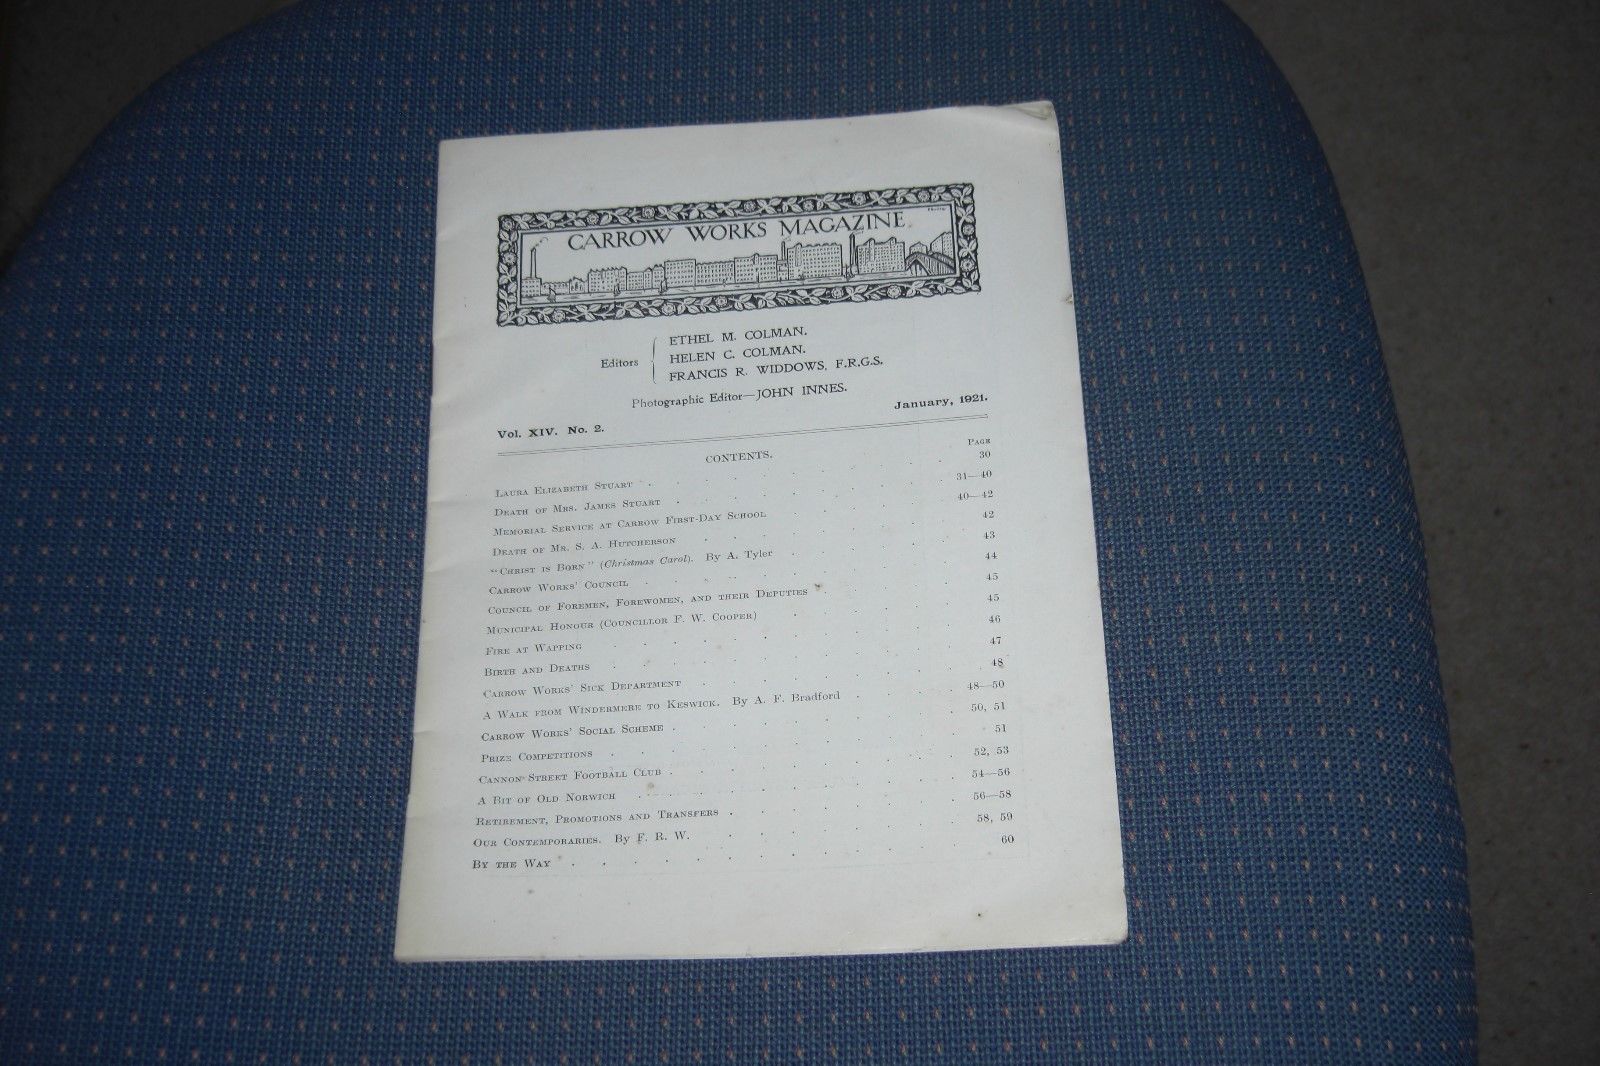 CARROW WORKS MAGAZINE.
Editors
ETHEL M. COLMAN.
HELEN C. COLMAN.
FRANCIS R. WIDDOWS, F.R.G.S.
Photographic Editor—JOHN INNES.
Vol. XIV. No. 2. January, 1921.
CONTENTS.
PAGE
LAURA ELIZABETH STUART . . . . . . 30
DEATH OF MRS. JAMES STUART . . . . . . 31—40
MEMORIAL SERVICE AT CARROW FIRST-DAY SCHOOL . . . . 40—42
DEATH OF MR. S. A. HUTCHERSON . . . . . 42
"CHRIST IS BORN" (Christmas Carol). By A. Tyler . . . . 43
CARROW WORKS' COUNCIL . . . . . . 44
COUNCIL OF FOREMEN, FOREWOMEN, AND THEIR DEPUTIES . . . 45
MUNICIPAL HONOUR (COUNCILLOR F. W. COOPER) . . . . 45
FIRE AT WAPPING . . . . . . . 46
BIRTH AND DEATHS . . . . . . . 47
CARROW WORKS' SICK DEPARTMENT . . . . . 48
A WALK FROM WINDERMERE TO KESWICK. By A. F. Bradford . . . 48—50
CARROW WORKS' SOCIAL SCHEME . . . . . 50, 51
PRIZE COMPETITIONS . . . . . . . 51
CANNON STREET FOOTBALL CLUB . . . . . . 52, 53
A BIT OF OLD NORWICH . . . . . . 54—56
RETIREMENT, PROMOTIONS AND TRANSFERS . . . . . 56—58
OUR CONTEMPORARIES. By F. R. W. . . . . . 58, 59
BY THE WAY . . . . . . . . 60